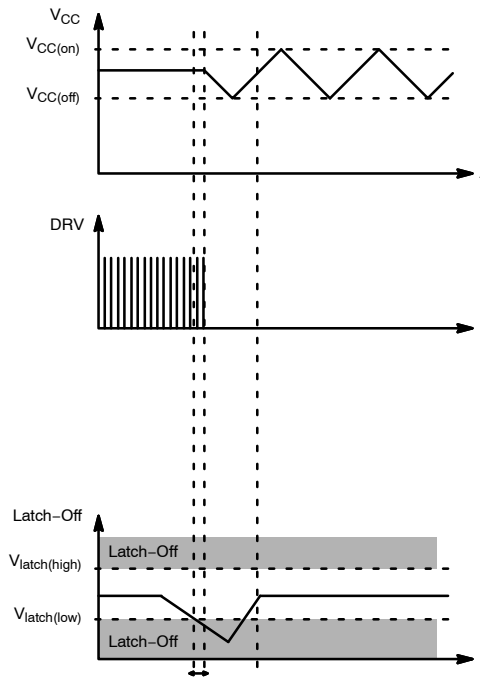 VCC
VCC(on)
VCC(off)
DRV
Latch−Off
Latch−Off
Vlatch(high)
Vlatch(low)
Latch−Off